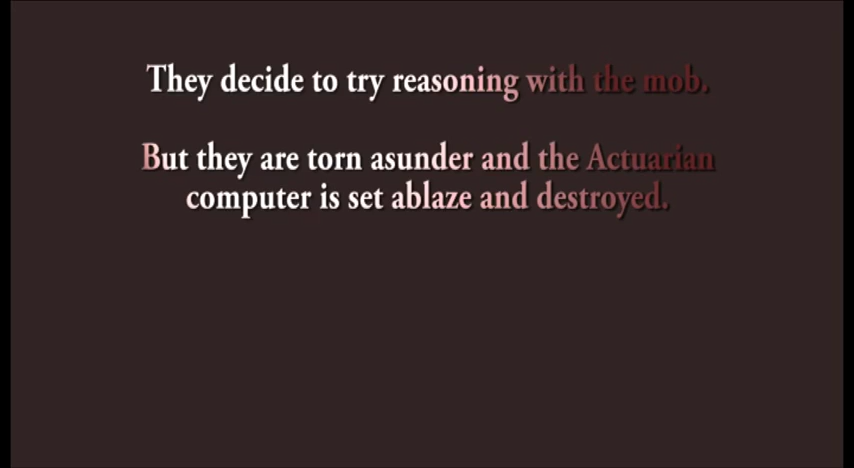 They decide to try reasoning with the mob.
But they are torn asunder and the Actuarian
computer is set ablaze and destroyed.